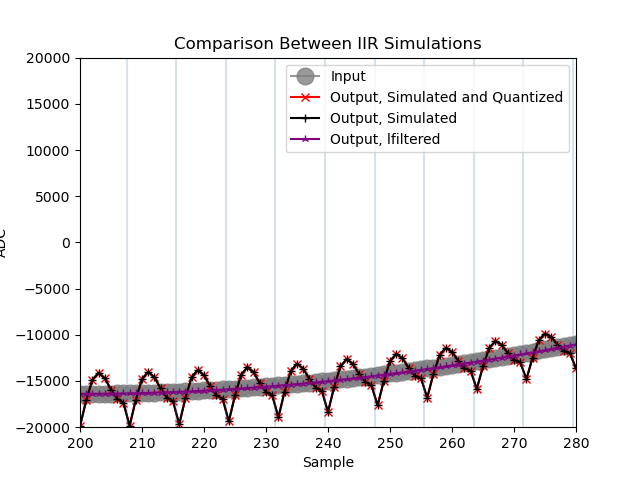 Comparison Between IIR Simulations
20000
15000
10000
5000
0
−5000
−10000
−15000
−20000
ADC
Input
Output, Simulated and Quantized
Output, Simulated
Output, lfiltered
200
210
220
230
240
250
260
270
280
Sample